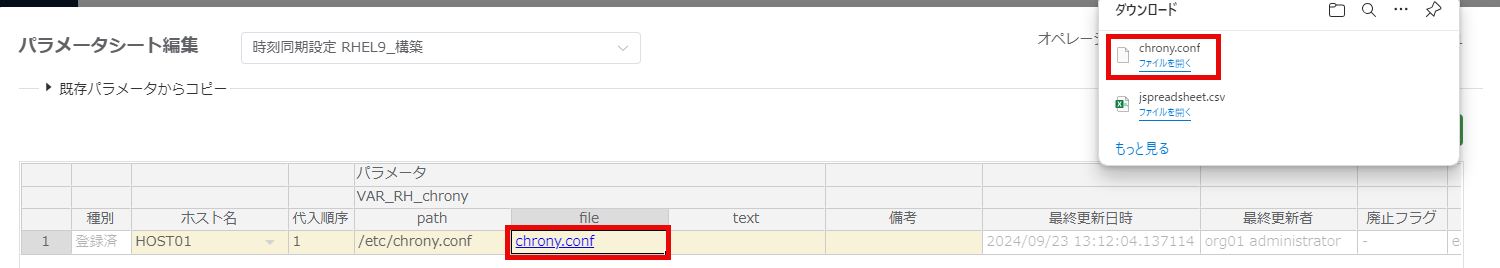 ダウンロード
パラメータシート編集
時刻同期設定 RHEL9_構築
オペレーシ
chrony.conf
ファイルを開く
既存パラメータからコピー
jspreadsheet.csv
ファイルを開く
もっと見る
パラメータ
VAR_RH_chrony
種別 ホスト名 代入順序 path file text 備考 最終更新日時 最終更新者 廃止フラグ
1 登録済 HOST01 1 /etc/chrony.conf chrony.conf 2024/09/23 13:12:04.137114 org01 administrator -